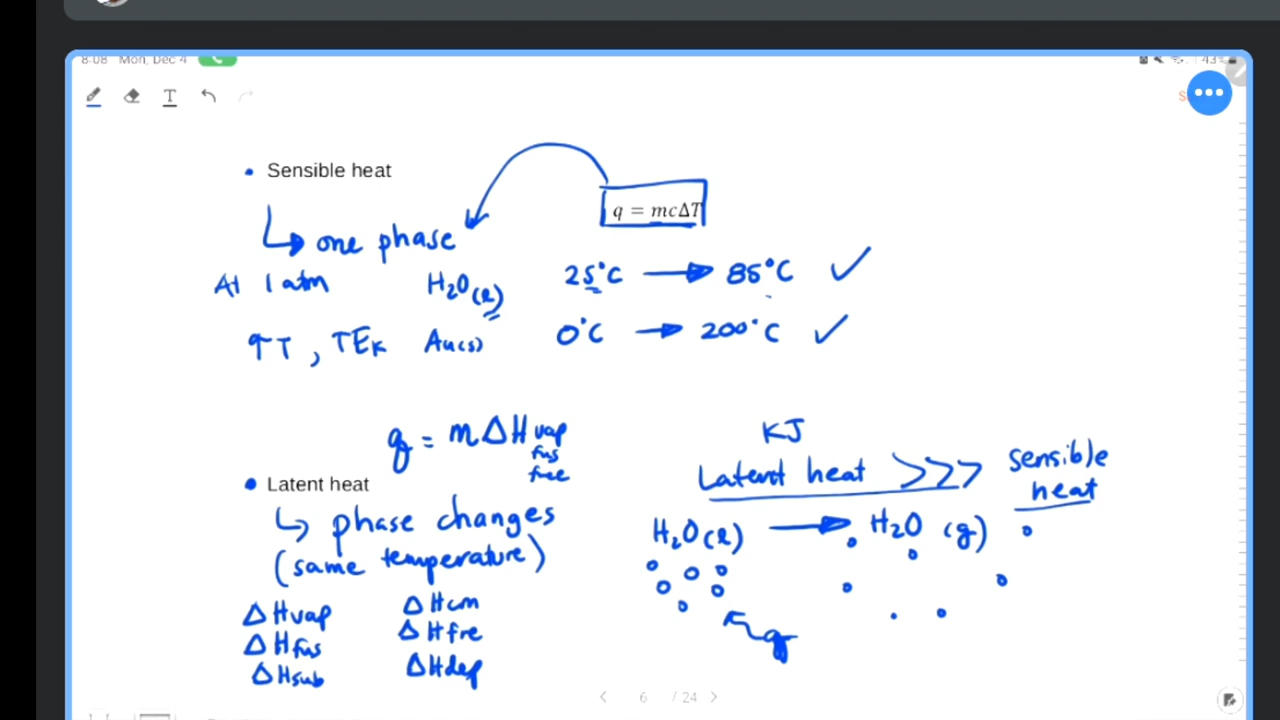 8:08 Mon, Dec 4
43%
T
• Sensible heat
q = mcΔT
↳ one phase
At 1 atm H₂O(l) 25°C → 85°C ✓
↑T, ↑EK Au(s) 0°C → 200°C ✓
q = mΔHvap
fus
fre
KJ
Latent heat >>> sensible heat
• Latent heat
↳ phase changes
(same temperature)
H₂O(l) → H₂O (g)
ΔHvap ΔHcon
ΔHfus ΔHfre
ΔHsub ΔHdep
q
< 6 / 24 >